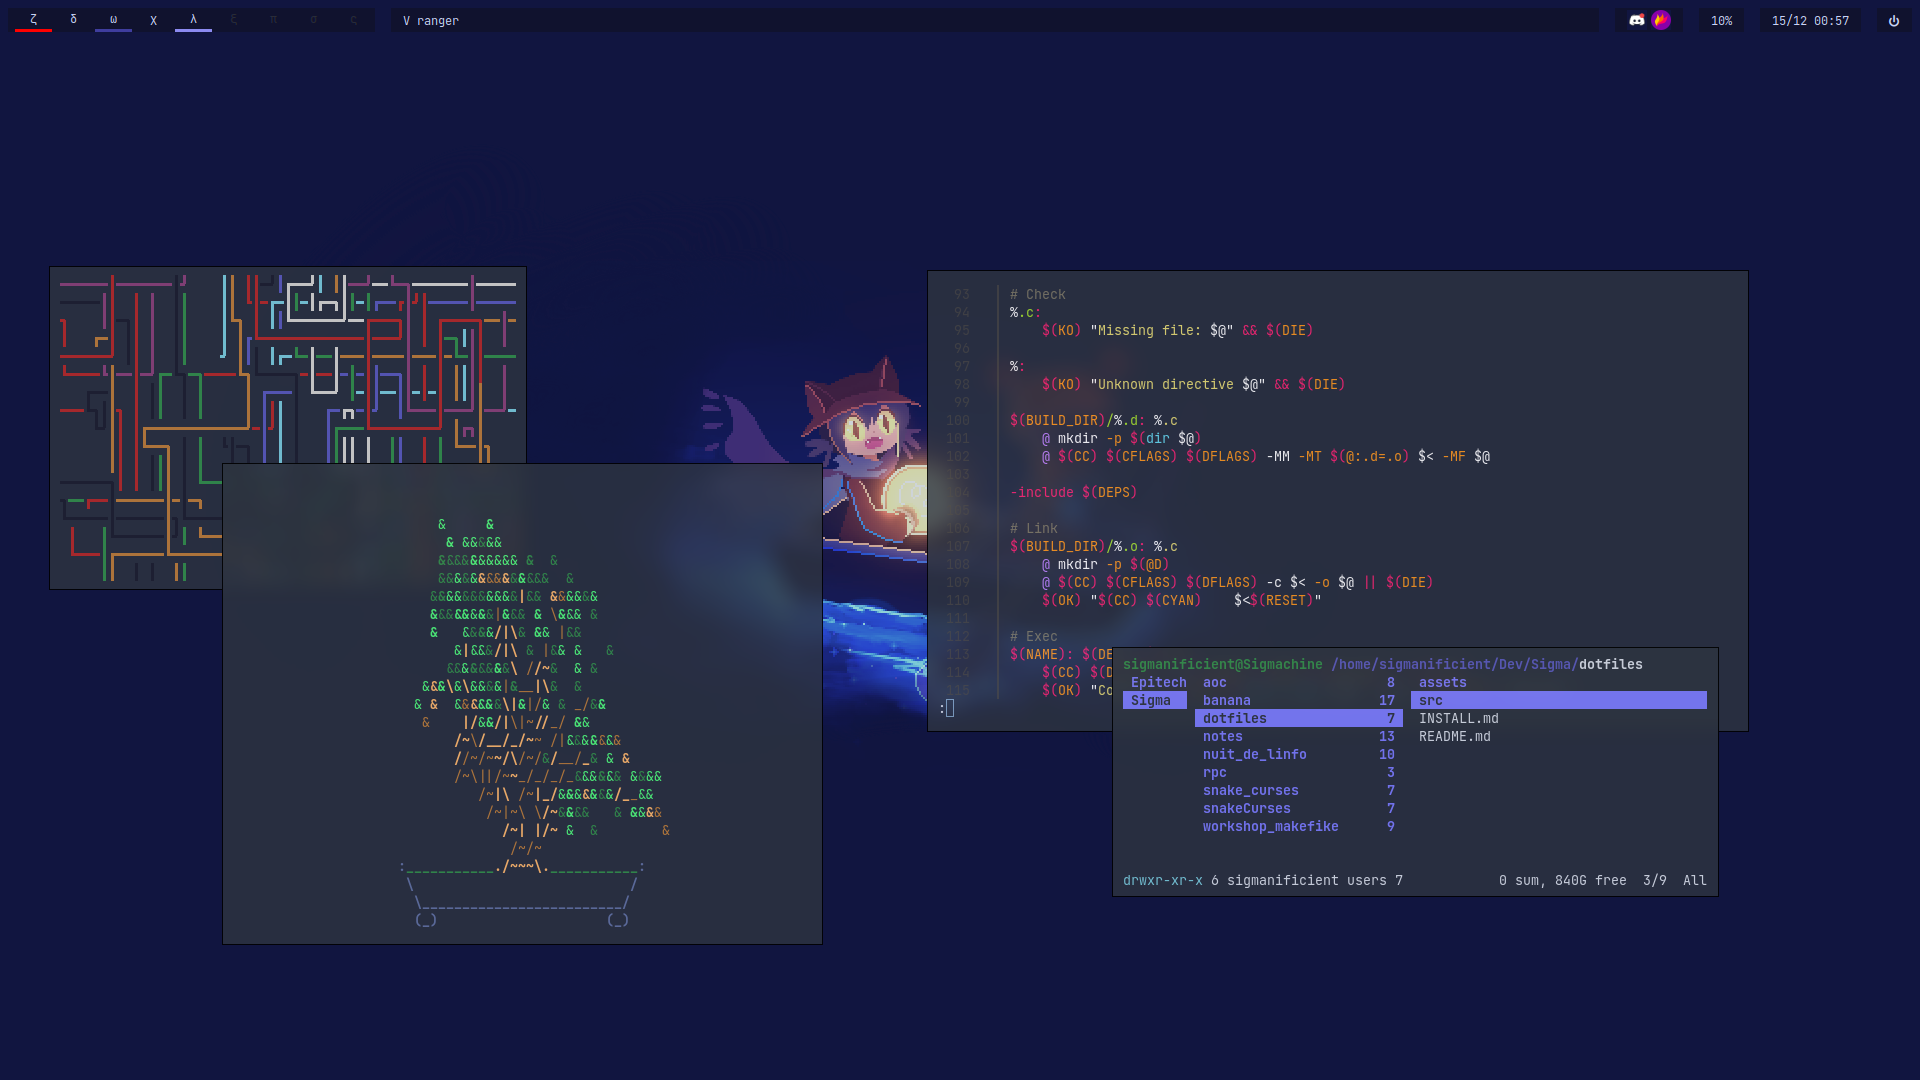 ζ δ ω χ λ ξ π σ ς
V ranger
10%
15/12 00:57
93 # Check
94 %.c:
95 $(KO) "Missing file: $@" && $(DIE)
96
97 %:
98 $(KO) "Unknown directive $@" && $(DIE)
99
100 $(BUILD_DIR)/%.d: %.c
101 @ mkdir -p $(dir $@)
102 @ $(CC) $(CFLAGS) $(DFLAGS) -MM -MT $(@:.d=.o) $< -MF $@
103
104 -include $(DEPS)
105
106 # Link
107 $(BUILD_DIR)/%.o: %.c
108 @ mkdir -p $(@D)
109 @ $(CC) $(CFLAGS) $(DFLAGS) -c $< -o $@ || $(DIE)
110 $(OK) "$(CC) $(CYAN) $<$(RESET)"
111
112 # Exec
113 $(NAME): $(DE
114 $(CC) $(D
115 $(OK) "Co
:
sigmanificient@Sigmachine /home/sigmanificient/Dev/Sigma/dotfiles
Epitech aoc 8 assets
Sigma banana 17 src
dotfiles 7 INSTALL.md
notes 13 README.md
nuit_de_linfo 10
rpc 3
snake_curses 7
snakeCurses 7
workshop_makefike 9
drwxr-xr-x 6 sigmanificient users 7 0 sum, 840G free 3/9 All